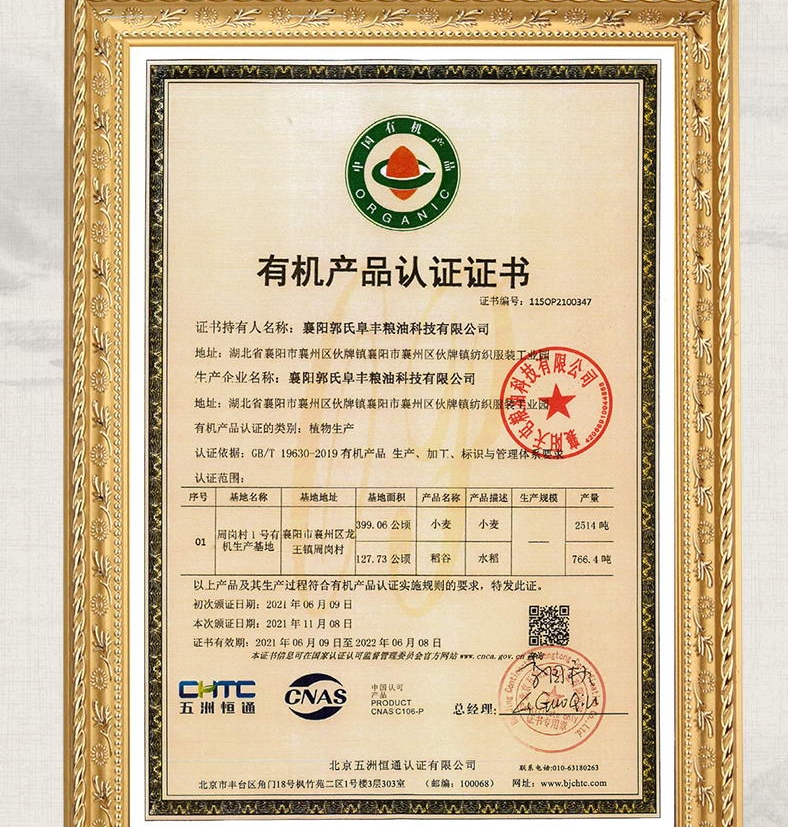 中国有机产品
ORGANIC
有机产品认证证书
证书编号：115OP2100347
证书持有人名称：襄阳郭氏阜丰粮油科技有限公司
地址：湖北省襄阳市襄州区伙牌镇襄阳市襄州区伙牌镇纺织服装工业园
生产企业名称：襄阳郭氏阜丰粮油科技有限公司
地址：湖北省襄阳市襄州区伙牌镇襄阳市襄州区伙牌镇纺织服装工业园
有机产品认证的类别：植物生产
认证依据：GB/T 19630-2019 有机产品 生产、加工、标识与管理体系要求
认证范围：
序号 基地名称 基地地址 基地面积 产品名称 产品描述 生产规模 产量
01 周岗村 1 号有机生产基地 襄阳市襄州区龙王镇周岗村 399.06 公顷 小麦 小麦 —— 2514 吨
127.73 公顷 稻谷 水稻 766.4 吨
以上产品及其生产过程符合有机产品认证实施规则的要求，特发此证。
初次颁证日期：2021 年 06 月 09 日
本次颁证日期：2021 年 11 月 08 日
证书有效期：2021 年 06 月 09 日至 2022 年 06 月 08 日
本证书信息可在国家认证认可监督管理委员会官方网站 www.cnca.gov.cn
CHTC
五洲恒通
CNAS
中国认可
产品
PRODUCT
CNAS C106-P
总经理：
证书专用章
北京五洲恒通认证有限公司
联系电话:010-63180263
北京市丰台区角门18号枫竹苑二区1号楼3层303室 （邮编：100068） 网址：www.bjchtc.com